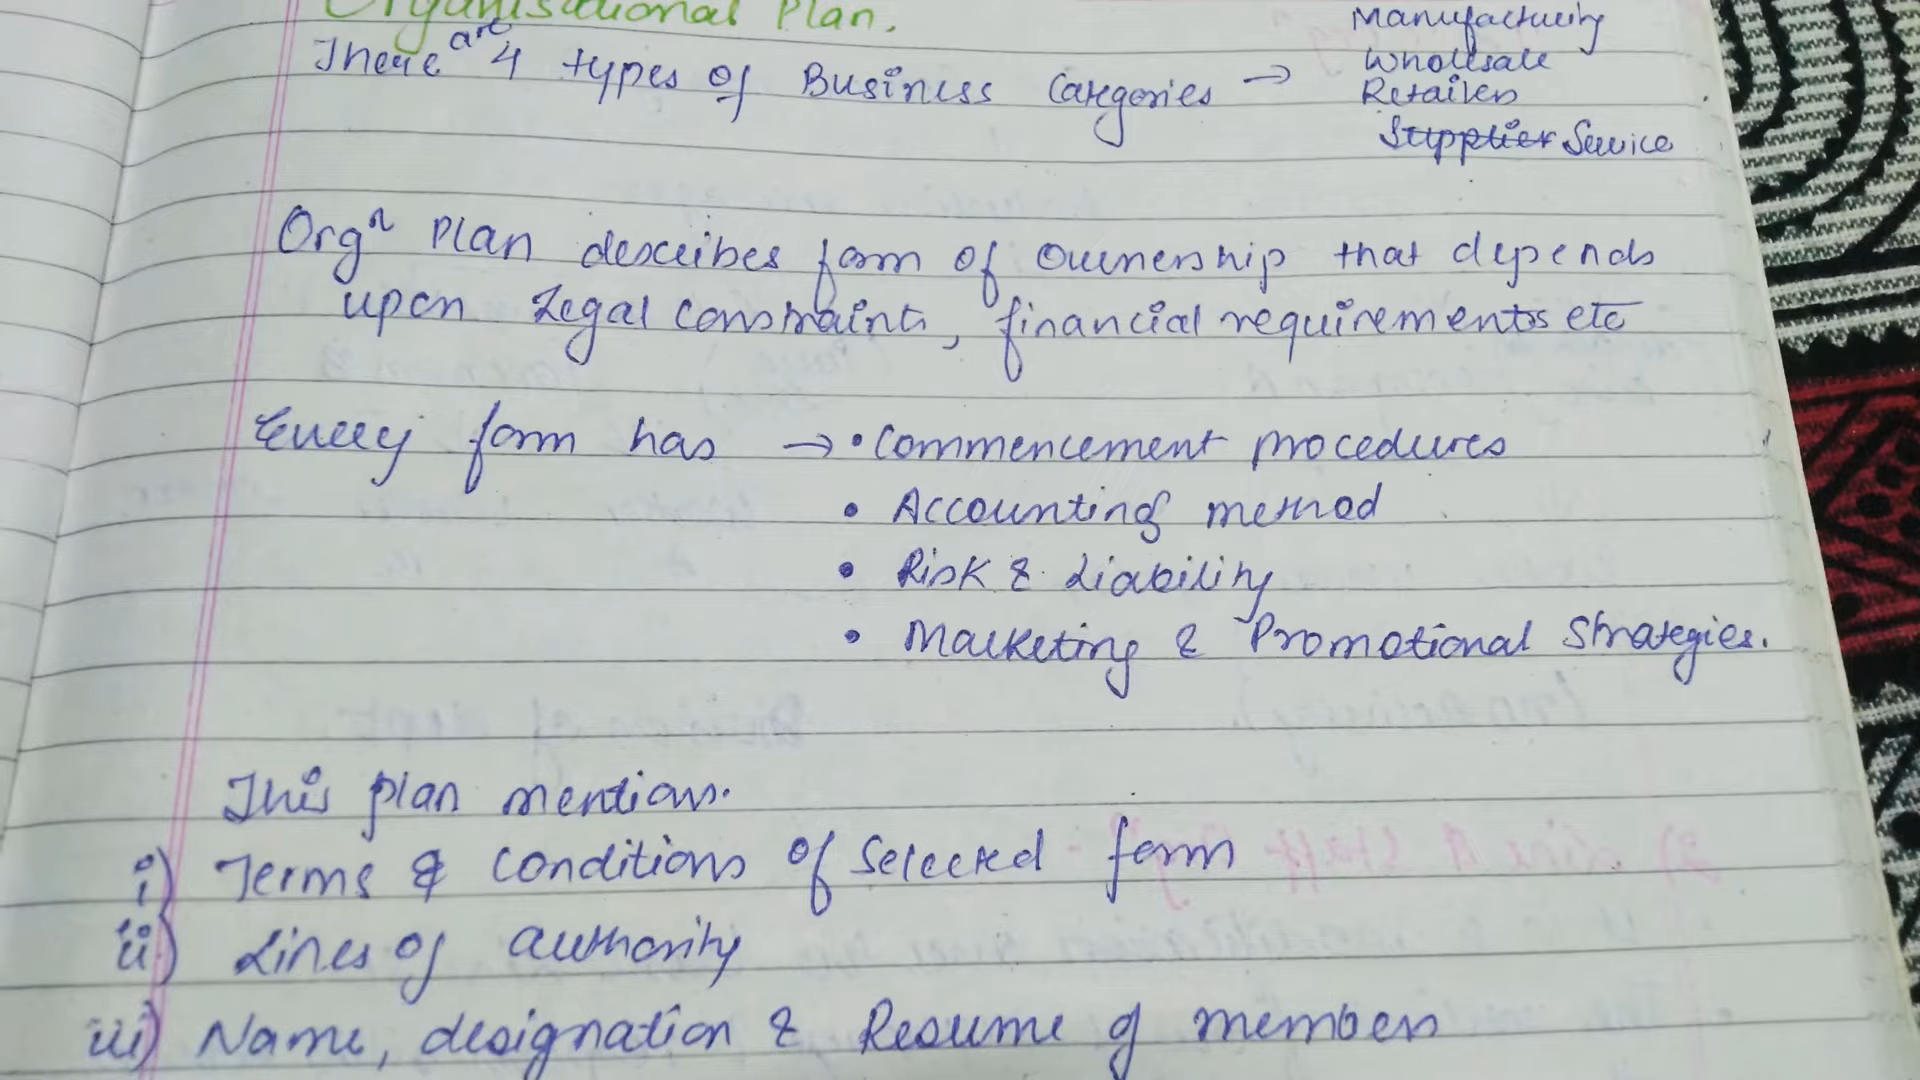 Organisational Plan.
There are 4 types of Business Categories → Manufacturing
Wholesale
Retailers
Supplier Service
Orgⁿ Plan describes form of Ownership that depends
upon Legal constraints, financial requirements etc
Every form has → • Commencement procedures
• Accounting method
• Risk & Liability
• Marketing & Promotional Strategies.
This plan mentions.
i) Terms & conditions of Selected form
ii) Lines of authority
iii) Name, designation & Resume of members